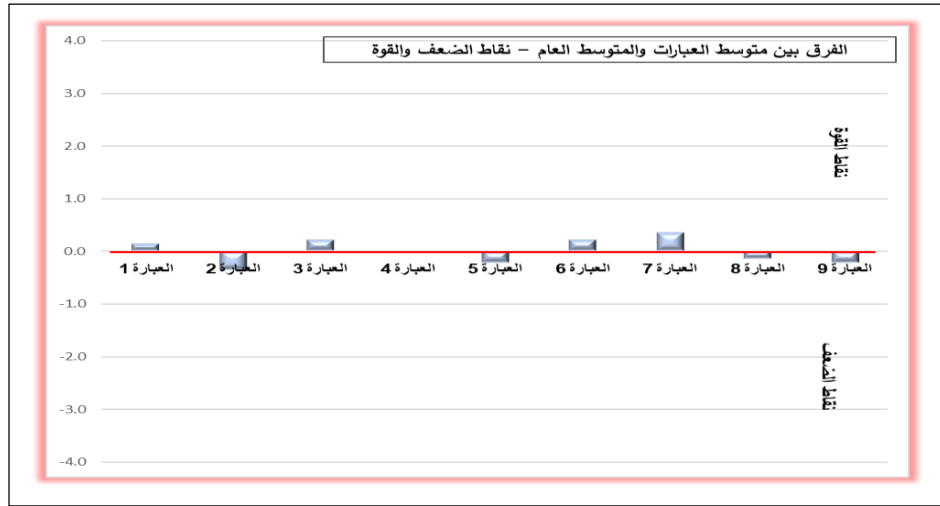 الفرق بين متوسط العبارات والمتوسط العام – نقاط الضعف والقوة
4.0
3.0
2.0
1.0
0.0
-1.0
-2.0
-3.0
-4.0
نقاط القوة
العبارة 1
العبارة 2
العبارة 3
العبارة 4
العبارة 5
العبارة 6
العبارة 7
العبارة 8
العبارة 9
نقاط الضعف